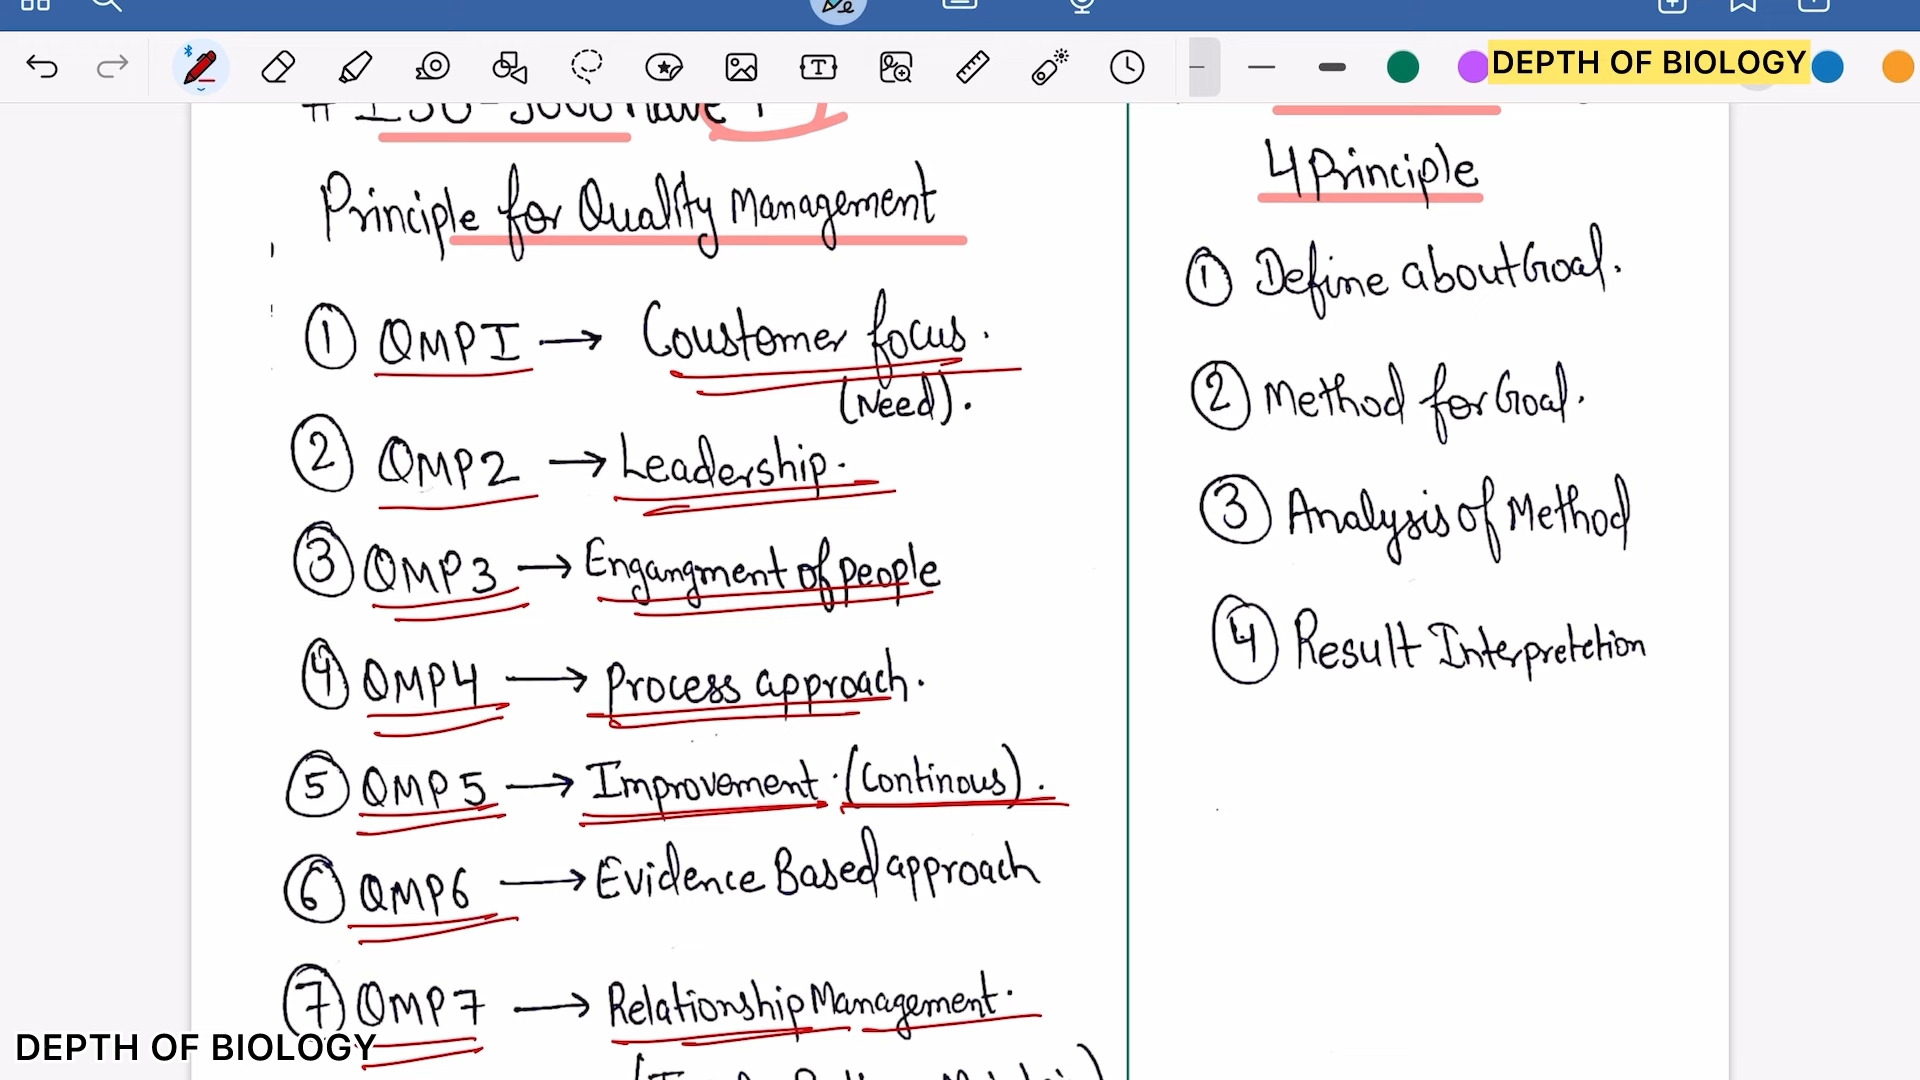 DEPTH OF BIOLOGY
Principle for Quality Management
① QMPI → Coustomer focus.
(Need).
② QMP2 → Leadership.
③ QMP3 → Engangment of people
④ QMP4 → Process approach.
⑤ QMP5 → Improvement. (Continous).
⑥ QMP6 → Evidence Based approach
⑦ QMP7 → Relationship Management.
4 Principle
① Define about Goal.
② Method for Goal.
③ Analysis of Method
④ Result Interpretetion
DEPTH OF BIOLOGY